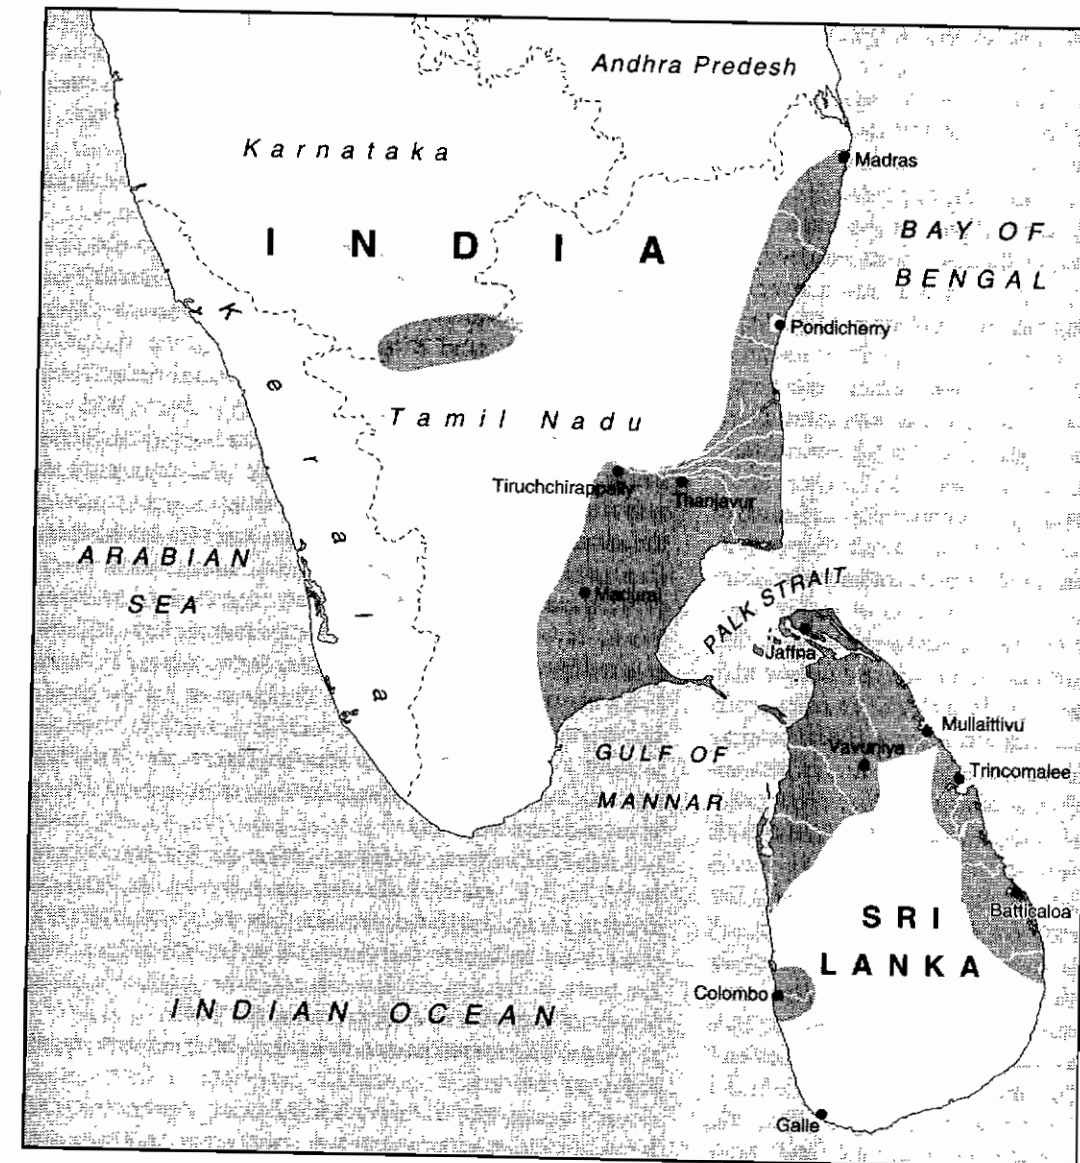 Andhra Predesh
Karnataka
Madras
INDIA
BAY OF
BENGAL
Kerala
Pondicherry
Tamil Nadu
Tiruchchirappally
Thanjavur
ARABIAN
SEA
PALK STRAIT
Madurai
Jaffna
Mullaittivu
GULF OF
MANNAR
Vavuniya
Trincomalee
SRI
LANKA
Batticaloa
Colombo
INDIAN OCEAN
Galle